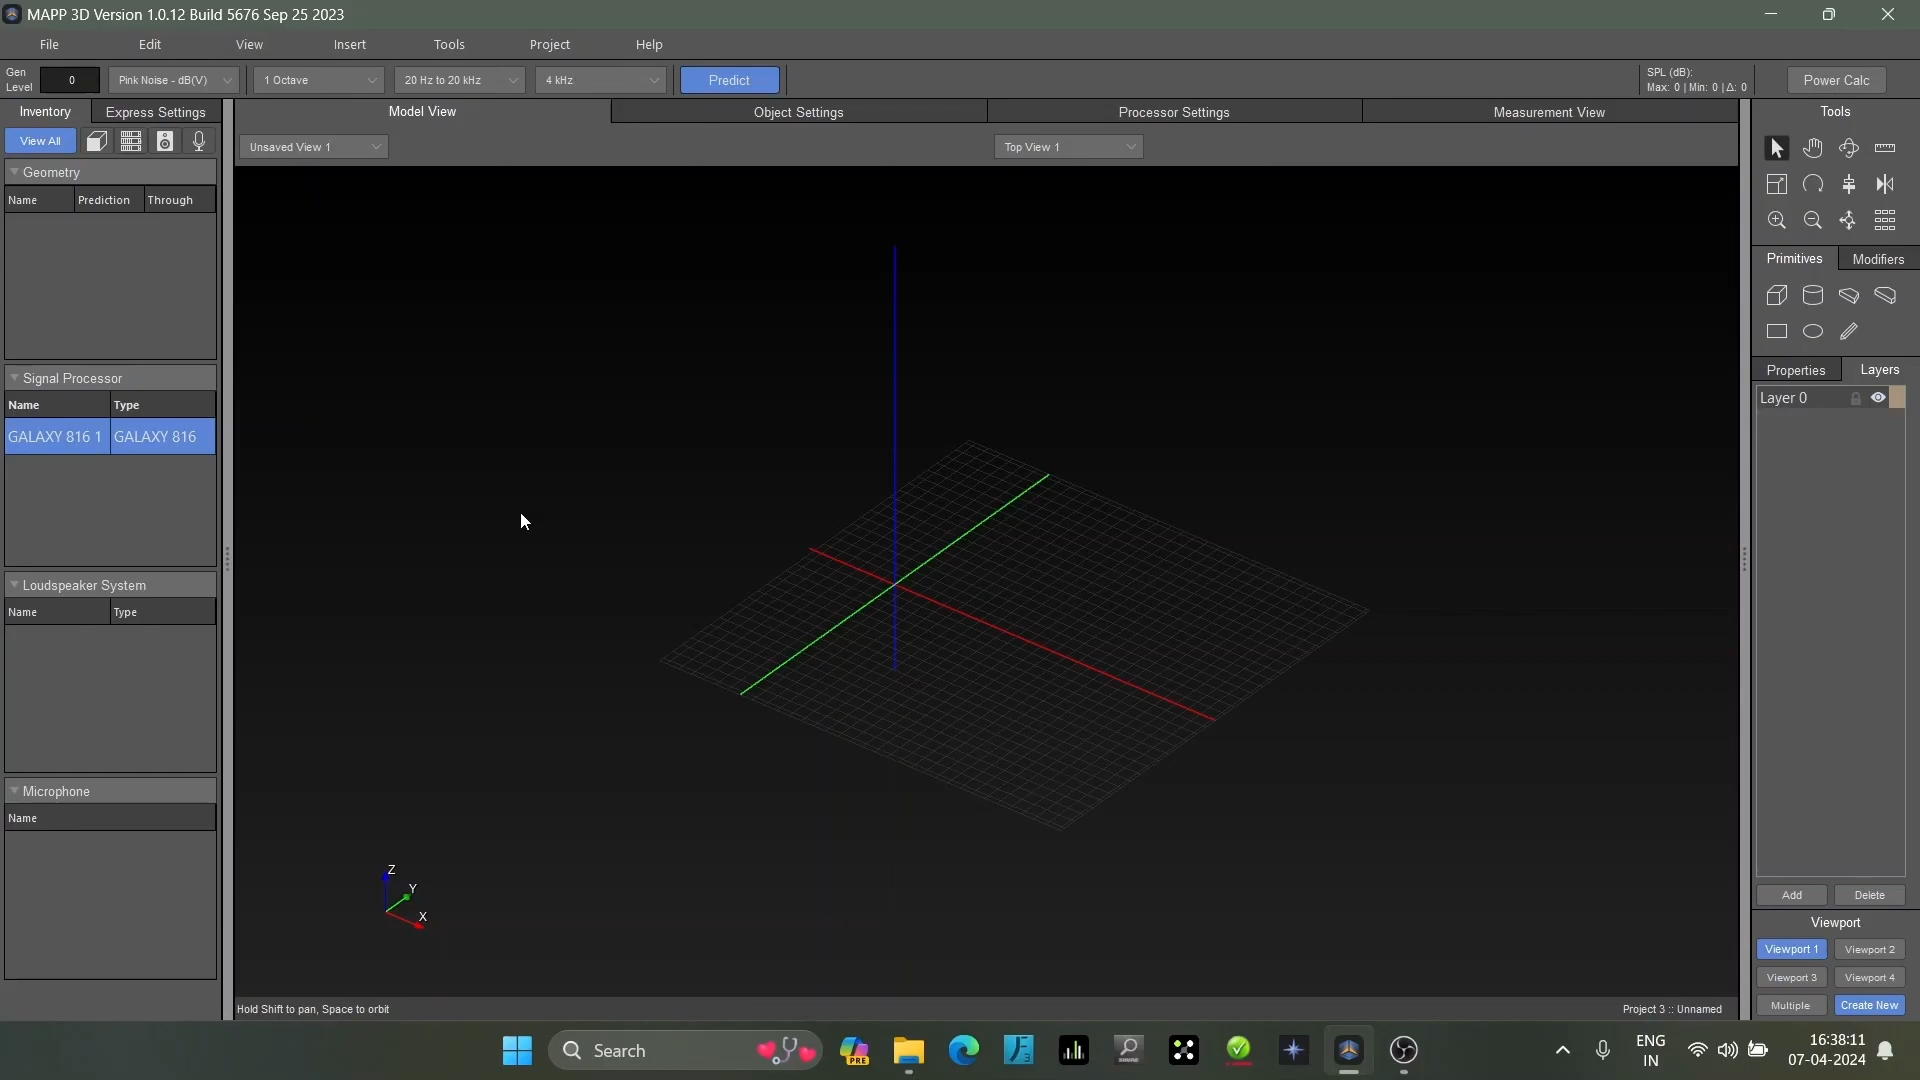 MAPP 3D Version 1.0.12 Build 5676 Sep 25 2023
File Edit View Insert Tools Project Help
Gen Level 0 Pink Noise - dB(V) 1 Octave 20 Hz to 20 kHz 4 kHz Predict
SPL (dB):
Max: 0 | Min: 0 | Δ: 0
Power Calc
Inventory Express Settings
Model View Object Settings Processor Settings Measurement View
Tools
View All
Unsaved View 1 Top View 1
Geometry
Name Prediction Through
Primitives Modifiers
Signal Processor
Name Type
GALAXY 816 1 GALAXY 816
Properties Layers
Layer 0
Loudspeaker System
Name Type
Microphone
Name
Z
Y
X
Add Delete
Viewport
Viewport 1 Viewport 2
Viewport 3 Viewport 4
Multiple Create New
Hold Shift to pan, Space to orbit
Project 3 :: Unnamed
Search
PRE
ENG
IN
16:38:11
07-04-2024